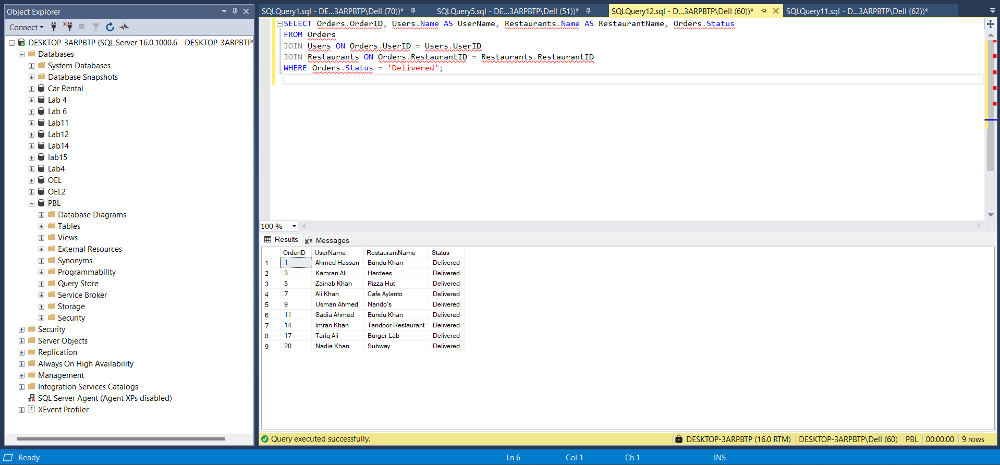 Object Explorer
Connect
DESKTOP-3ARPBTP (SQL Server 16.0.1000.6 - DESKTOP-3ARPBTP\
Databases
System Databases
Database Snapshots
Car Rental
Lab 4
Lab 6
Lab11
Lab12
Lab14
lab15
Lab4
OEL
OEL2
PBL
Database Diagrams
Tables
Views
External Resources
Synonyms
Programmability
Query Store
Service Broker
Storage
Security
Security
Server Objects
Replication
Always On High Availability
Management
Integration Services Catalogs
SQL Server Agent (Agent XPs disabled)
XEvent Profiler
SQLQuery1.sql - DE...3ARPBTP\Dell (70))* SQLQuery5.sql - DE...3ARPBTP\Dell (51))* SQLQuery12.sql - D...3ARPBTP\Dell (60))* SQLQuery11.sql - D...3ARPBTP\Dell (62))*
SELECT Orders.OrderID, Users.Name AS UserName, Restaurants.Name AS RestaurantName, Orders.Status
FROM Orders
JOIN Users ON Orders.UserID = Users.UserID
JOIN Restaurants ON Orders.RestaurantID = Restaurants.RestaurantID
WHERE Orders.Status = 'Delivered';
100 %
Results Messages
OrderID UserName RestaurantName Status
1 1 Ahmed Hassan Bundu Khan Delivered
2 3 Kamran Ali Hardees Delivered
3 5 Zainab Khan Pizza Hut Delivered
4 7 Ali Khan Cafe Aylanto Delivered
5 9 Usman Ahmed Nando's Delivered
6 11 Sadia Ahmed Bundu Khan Delivered
7 14 Imran Khan Tandoor Restaurant Delivered
8 17 Tariq Ali Burger Lab Delivered
9 20 Nadia Khan Subway Delivered
Query executed successfully. DESKTOP-3ARPBTP (16.0 RTM) DESKTOP-3ARPBTP\Dell (60) PBL 00:00:00 9 rows
Ready Ln 6 Col 1 Ch 1 INS